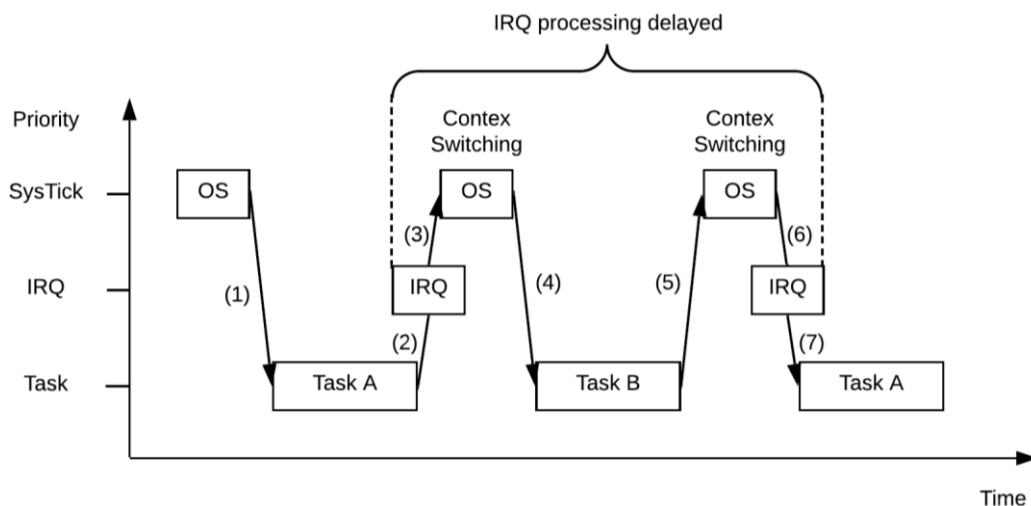 IRQ processing delayed
Priority
Contex
Switching
Contex
Switching
SysTick
OS
OS
OS
(3)
(6)
IRQ
(1)
IRQ
(4)
(5)
IRQ
(2)
(7)
Task
Task A
Task B
Task A
Time